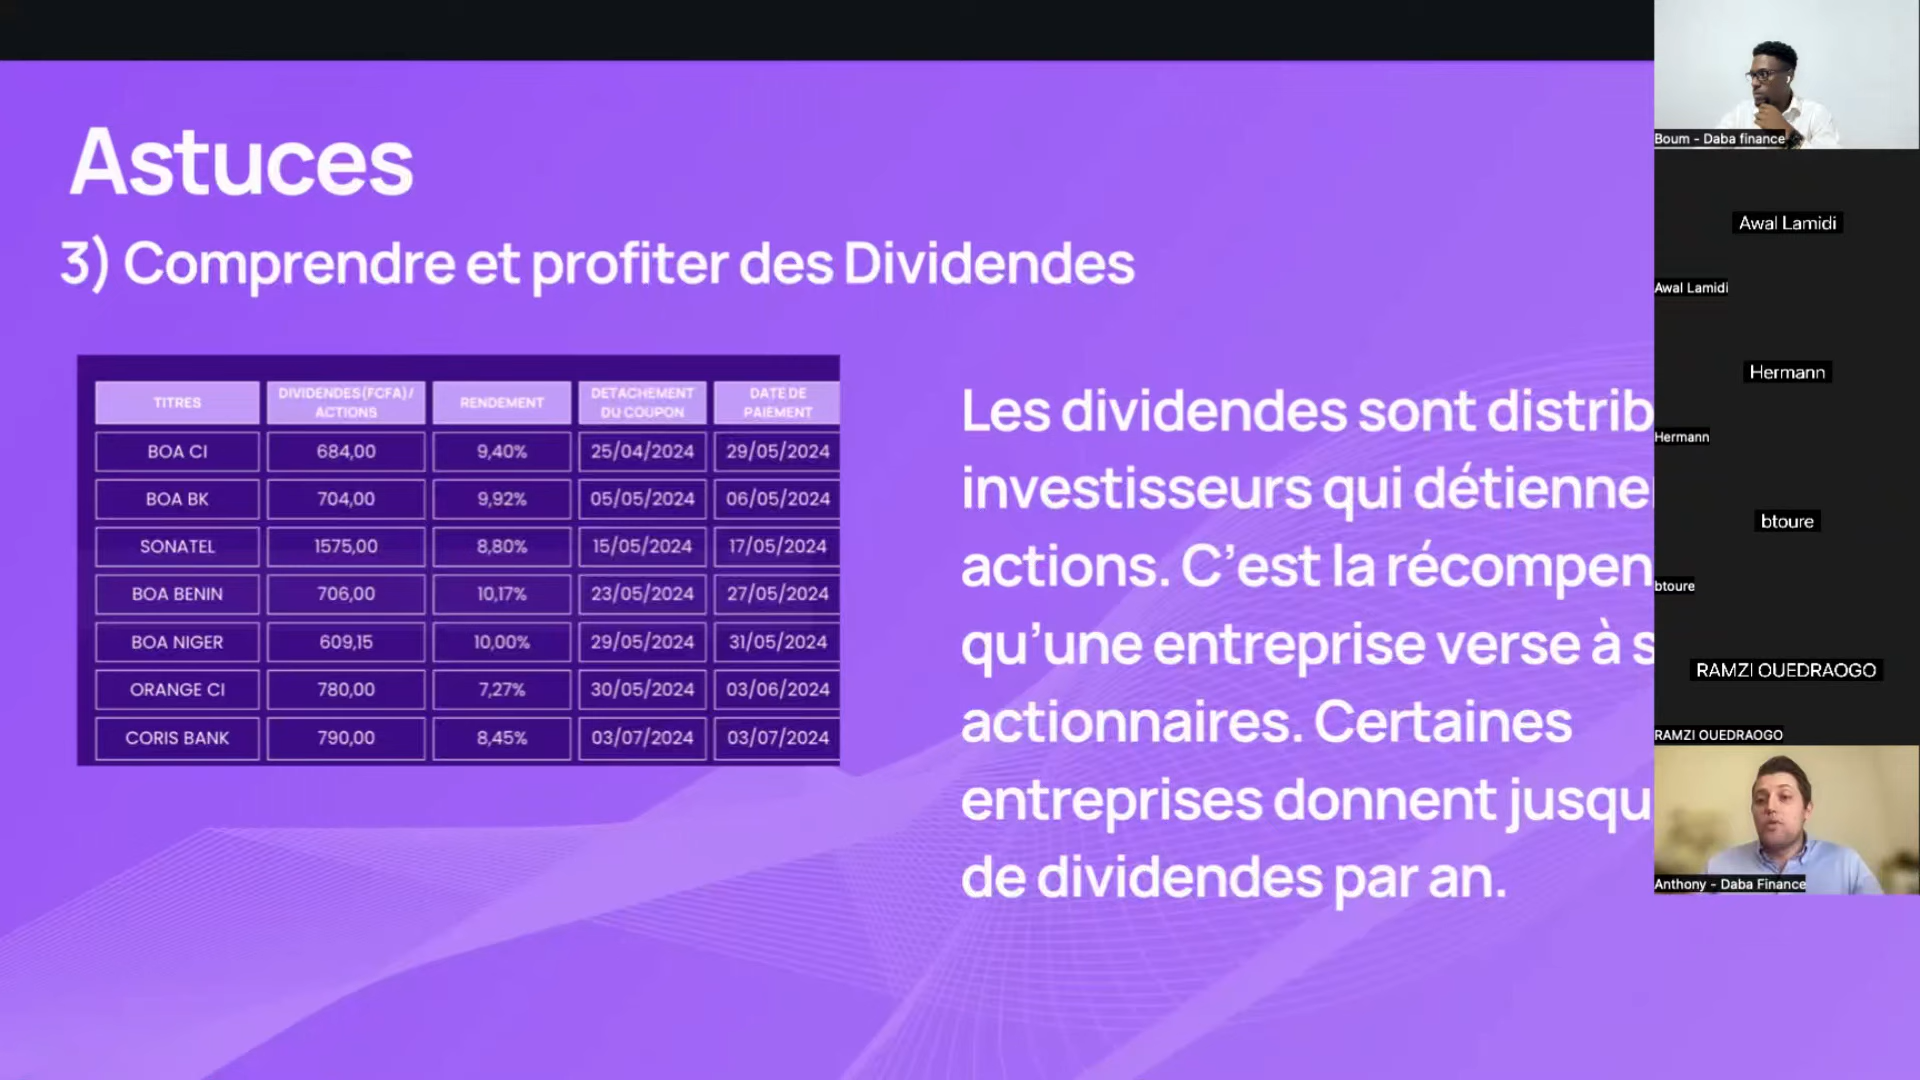 Astuces
3) Comprendre et profiter des Dividendes
TITRES DIVIDENDES(FCFA)/ ACTIONS RENDEMENT DETACHEMENT DU COUPON DATE DE PAIEMENT
BOA CI 684,00 9,40% 25/04/2024 29/05/2024
BOA BK 704,00 9,92% 05/05/2024 06/05/2024
SONATEL 1575,00 8,80% 15/05/2024 17/05/2024
BOA BENIN 706,00 10,17% 23/05/2024 27/05/2024
BOA NIGER 609,15 10,00% 29/05/2024 31/05/2024
ORANGE CI 780,00 7,27% 30/05/2024 03/06/2024
CORIS BANK 790,00 8,45% 03/07/2024 03/07/2024
Les dividendes sont distrib
investisseurs qui détienne
actions. C’est la récompen
qu’une entreprise verse à s
actionnaires. Certaines
entreprises donnent jusqu
de dividendes par an.
Boum - Daba finance
Awal Lamidi
Awal Lamidi
Hermann
Hermann
btoure
btoure
RAMZI OUEDRAOGO
RAMZI OUEDRAOGO
Anthony - Daba Finance